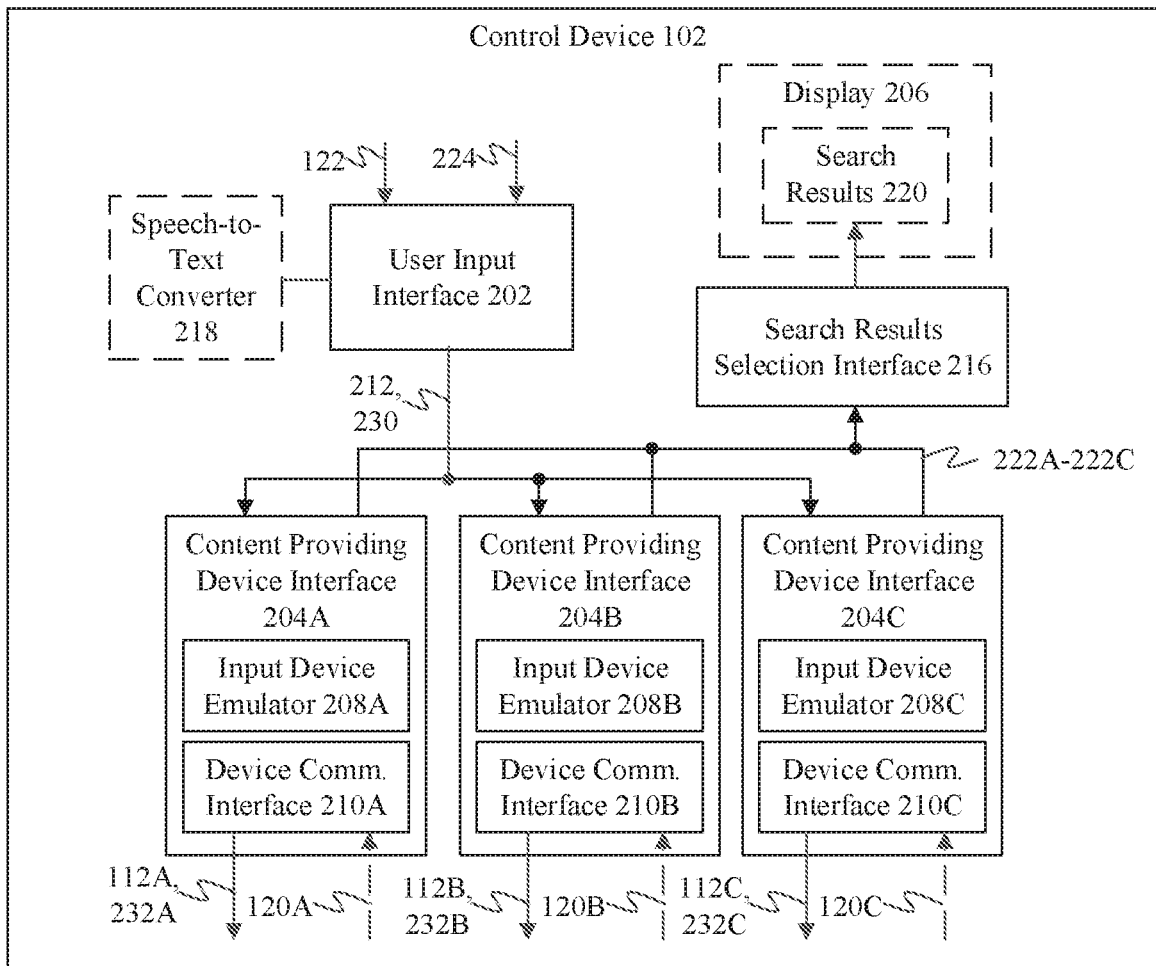 Control Device 102
Display 206
Search
Results 220
122
224
Speech-to-
Text
Converter
218
User Input
Interface 202
Search Results
Selection Interface 216
212,
230
222A-222C
Content Providing
Device Interface
204A
Input Device
Emulator 208A
Device Comm.
Interface 210A
Content Providing
Device Interface
204B
Input Device
Emulator 208B
Device Comm.
Interface 210B
Content Providing
Device Interface
204C
Input Device
Emulator 208C
Device Comm.
Interface 210C
112A,
232A
120A
112B,
232B
120B
112C,
232C
120C